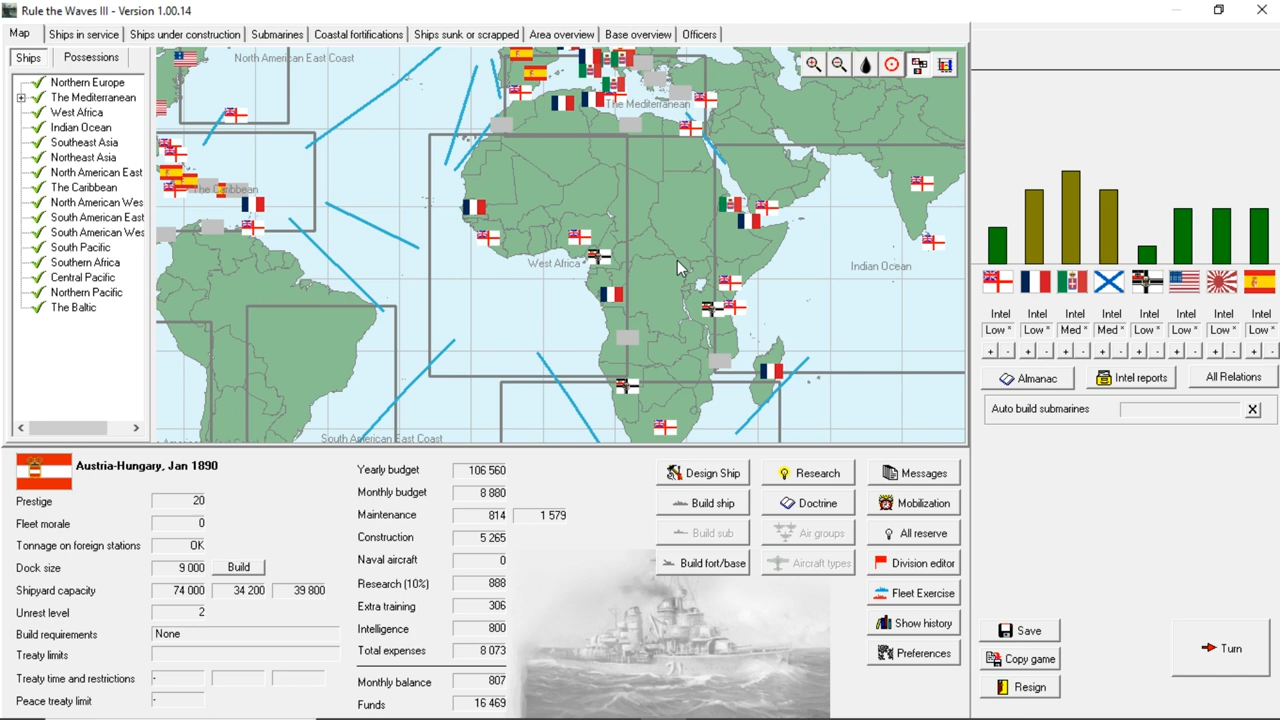 Rule the Waves III - Version 1.00.14
Map Ships in service Ships under construction Submarines Coastal fortifications Ships sunk or scrapped Area overview Base overview Officers
Ships Possessions
Northern Europe
The Mediterranean
West Africa
Indian Ocean
Southeast Asia
Northeast Asia
North American East
The Caribbean
North American Wes
South American East
South American Wes
South Pacific
Southern Africa
Central Pacific
Northern Pacific
The Baltic
North American East Coast
The Mediterranean
The Caribbean
West Africa
Indian Ocean
South American East Coast
Intel Intel Intel Intel Intel Intel Intel Intel
Low * Low * Med * Med * Low * Low * Low * Low *
+ - + - + - + - + - + - + - + -
Almanac Intel reports All Relations
Auto build submarines X
Austria-Hungary, Jan 1890
Prestige 20
Fleet morale 0
Tonnage on foreign stations OK
Dock size 9 000 Build
Shipyard capacity 74 000 34 200 39 800
Unrest level 2
Build requirements None
Treaty limits
Treaty time and restrictions -
Peace treaty limit -
Yearly budget 106 560
Monthly budget 8 880
Maintenance 814 1 579
Construction 5 265
Naval aircraft 0
Research (10%) 888
Extra training 306
Intelligence 800
Total expenses 8 073
Monthly balance 807
Funds 16 469
Design Ship Research Messages
Build ship Doctrine Mobilization
Build sub Air groups All reserve
Build fort/base Aircraft types Division editor
Fleet Exercise
Show history
Preferences
Save
Copy game
Resign
Turn